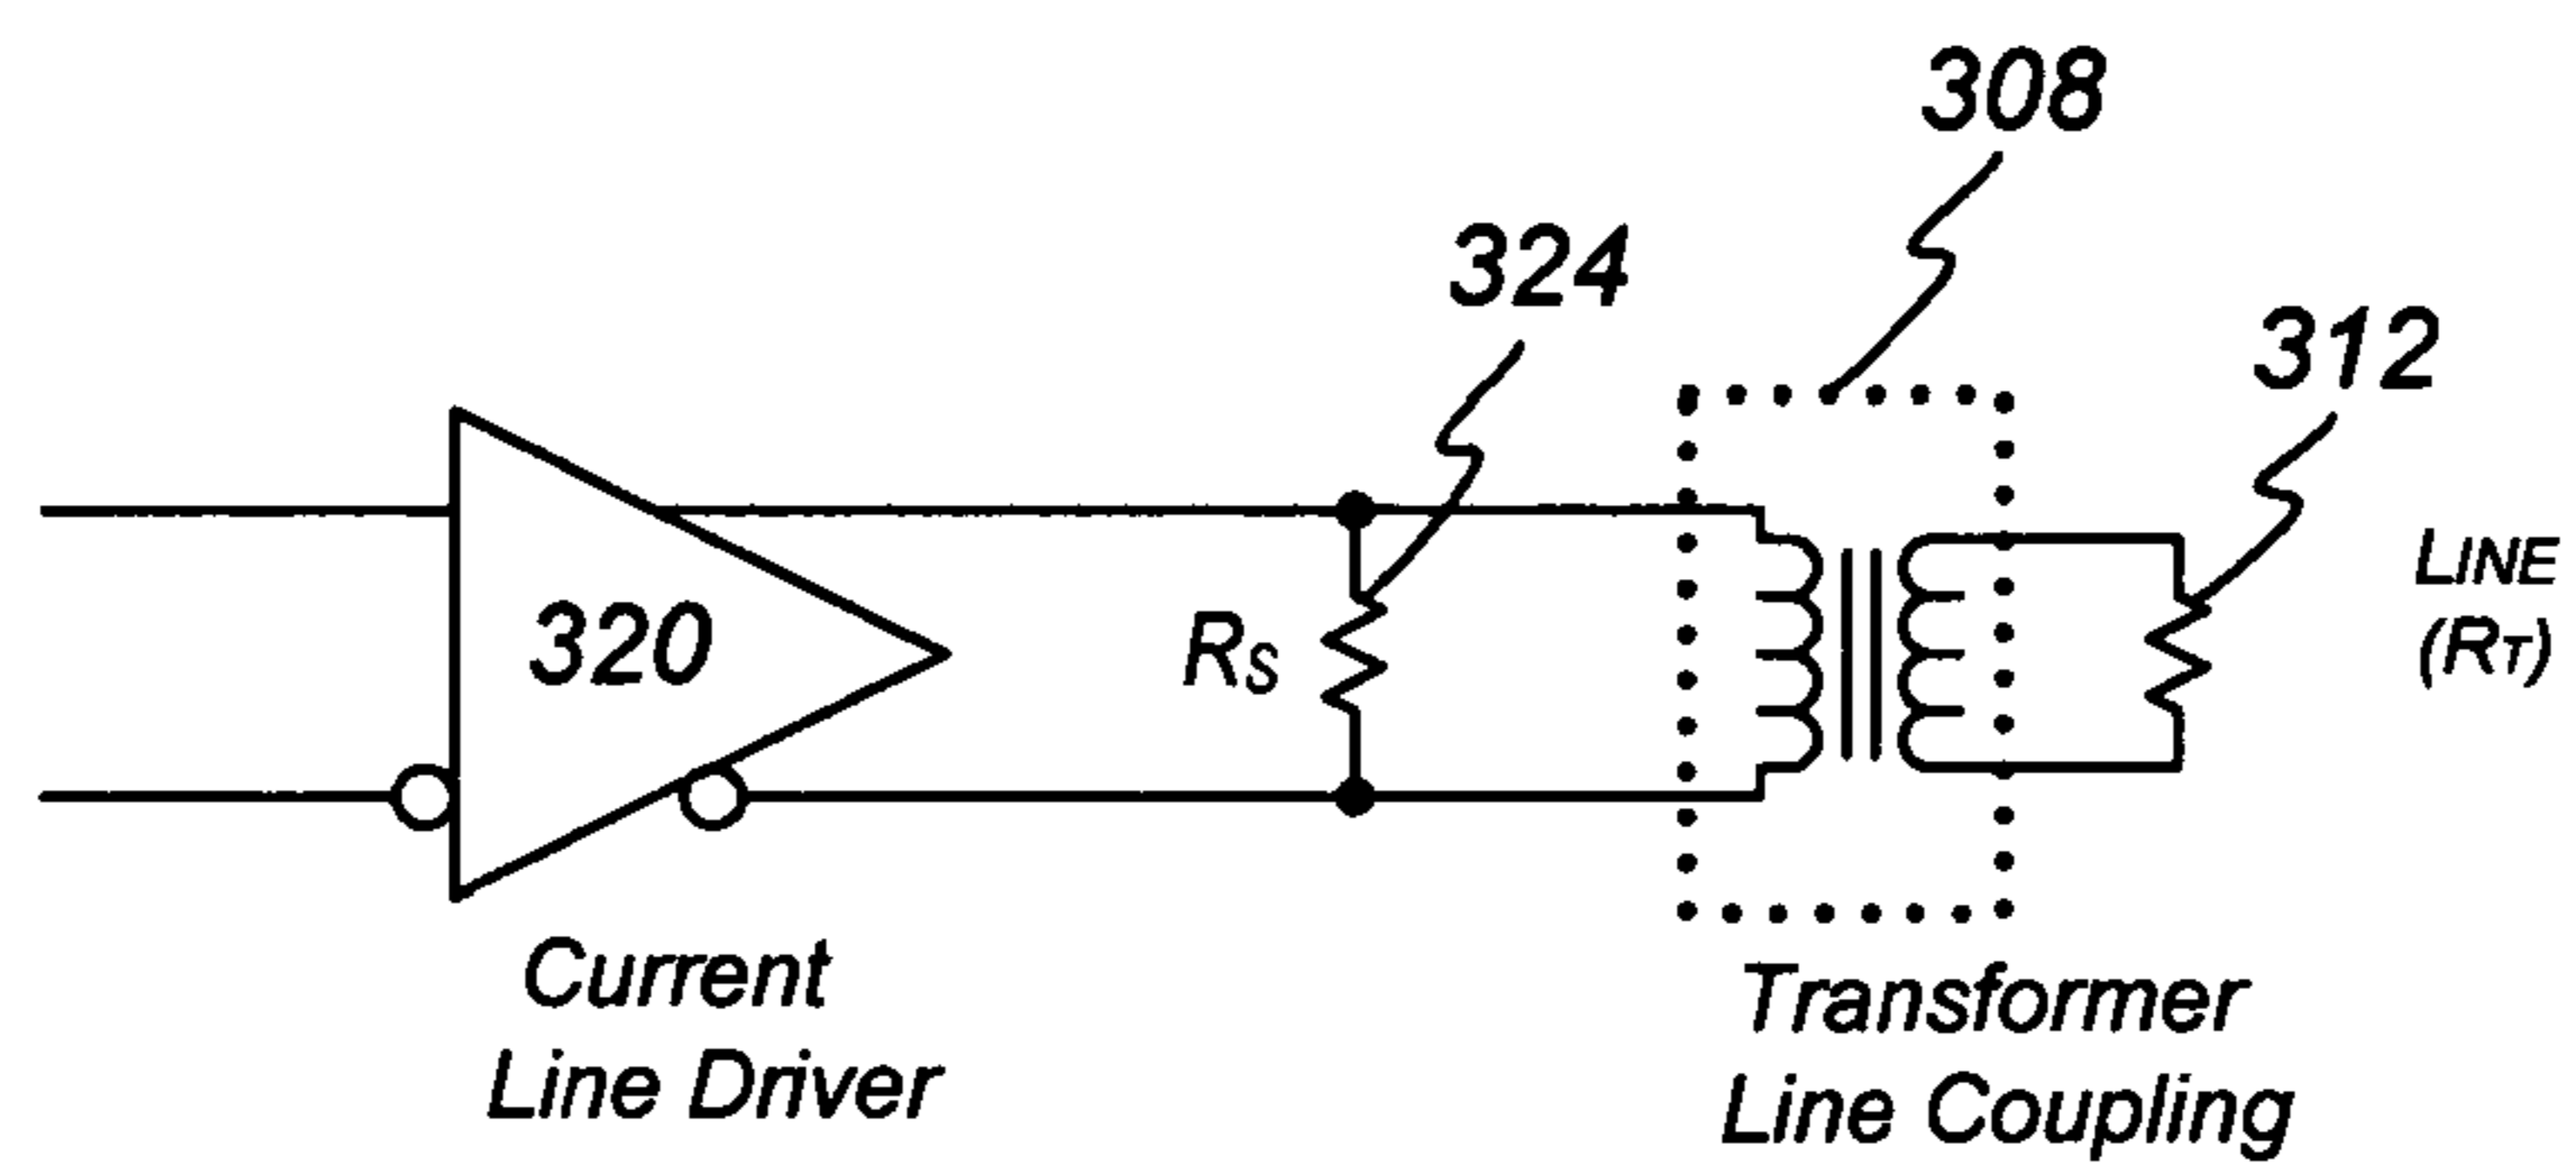 308
324
312
LINE
(RT)
320
RS
Current
Line Driver
Transformer
Line Coupling